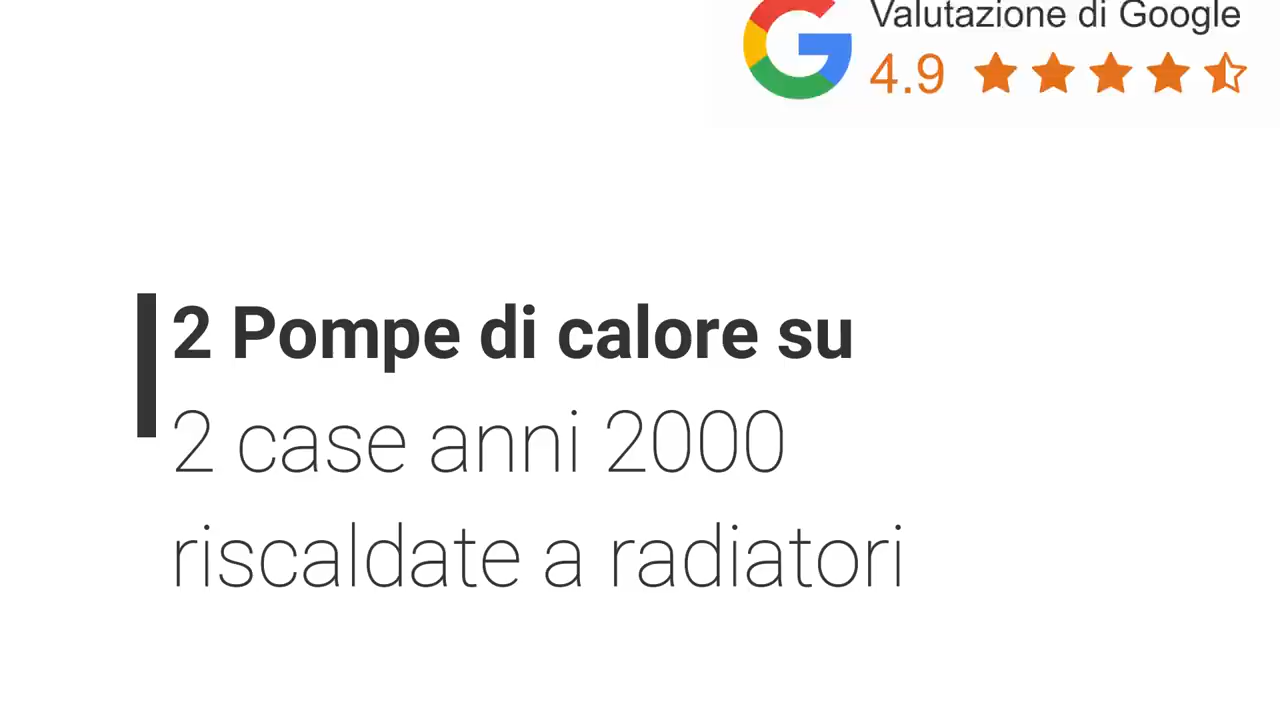 Valutazione di Google
4.9
2 Pompe di calore su
2 case anni 2000
riscaldate a radiatori